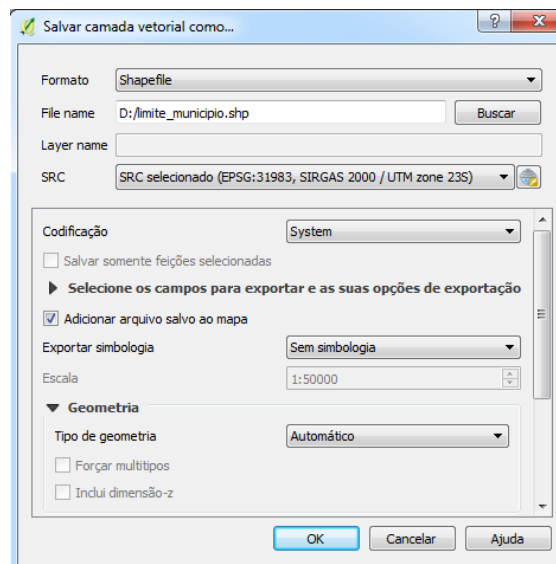 Salvar camada vetorial como...
Formato Shapefile
File name D:/limite_municipio.shp Buscar
Layer name
SRC SRC selecionado (EPSG:31983, SIRGAS 2000 / UTM zone 23S)
Codificação System
Salvar somente feições selecionadas
Selecione os campos para exportar e as suas opções de exportação
Adicionar arquivo salvo ao mapa
Exportar simbologia Sem simbologia
Escala 1:50000
Geometria
Tipo de geometria Automático
Forçar multitipos
Inclui dimensão-z
OK Cancelar Ajuda